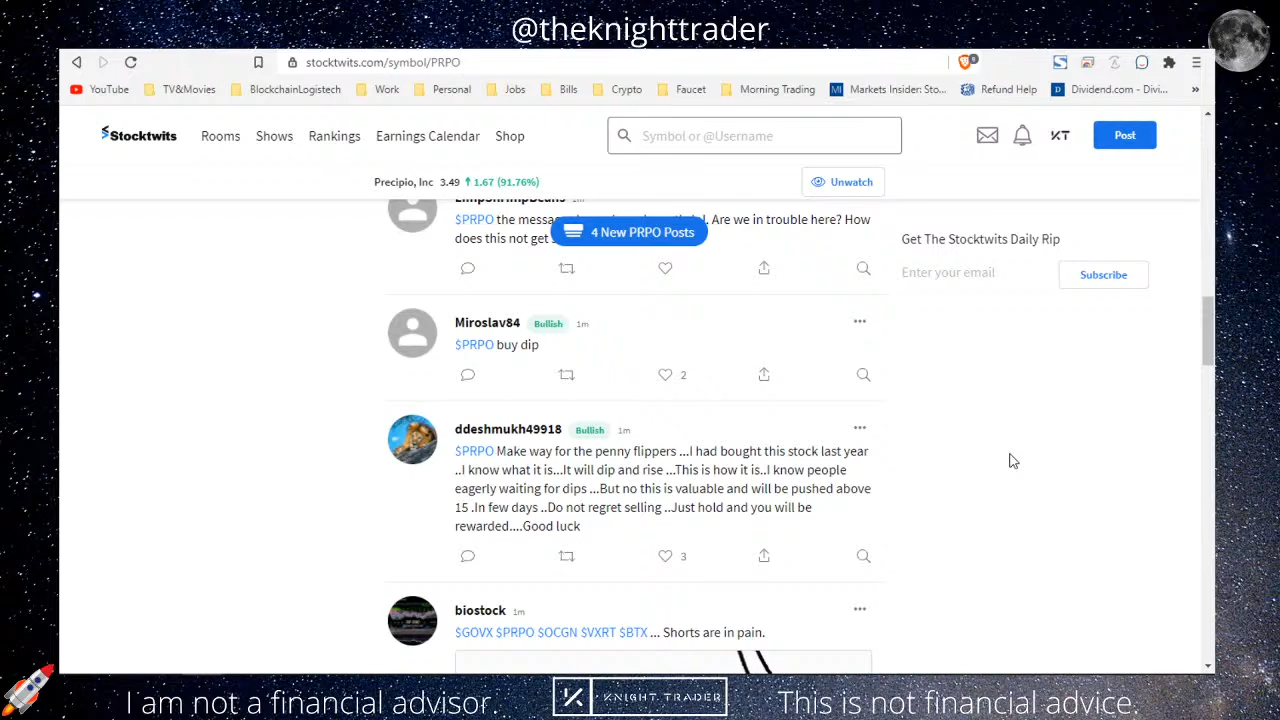 @theknighttrader
stocktwits.com/symbol/PRPO
YouTube TV&Movies BlockchainLogistech Work Personal Jobs Bills Crypto Faucet Morning Trading MI Markets Insider: Sto... Refund Help D Dividend.com - Divi... »
Stocktwits Rooms Shows Rankings Earnings Calendar Shop Symbol or @Username KT Post
Precipio, Inc 3.49 ↑ 1.67 (91.76%) Unwatch
$PRPO the message Are we in trouble here? How
does this not get
4 New PRPO Posts
Get The Stocktwits Daily Rip
Enter your email Subscribe
Miroslav84 Bullish 1m
$PRPO buy dip
2
ddeshmukh49918 Bullish 1m
$PRPO Make way for the penny flippers ...I had bought this stock last year
..I know what it is...It will dip and rise ...This is how it is..I know people
eagerly waiting for dips ...But no this is valuable and will be pushed above
15 .In few days ..Do not regret selling ..Just hold and you will be
rewarded....Good luck
3
biostock 1m
$GOVX $PRPO $OCGN $VXRT $BTX ... Shorts are in pain.
I am not a financial advisor. KNIGHT TRADER This is not financial advice.